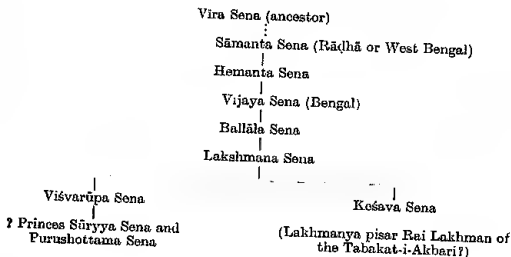 Vira Sena (ancestor)
Sāmanta Sena (Rāḍhā or West Bengal)
Hemanta Sena
Vijaya Sena (Bengal)
Ballāla Sena
Lakshmana Sena
Viśvarūpa Sena
Keśava Sena
? Princes Sūryya Sena and
Purushottama Sena
(Lakhmanya pisar Rai Lakhman of
the Tabakat-i-Akbari?)